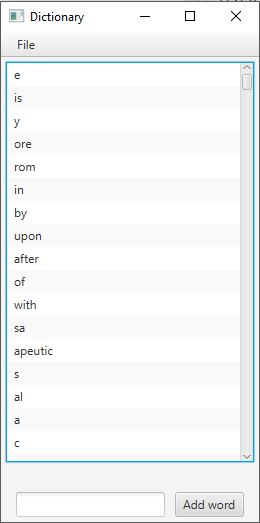 Dictionary
File
e
is
y
ore
rom
in
by
upon
after
of
with
sa
apeutic
s
al
a
c
Add word